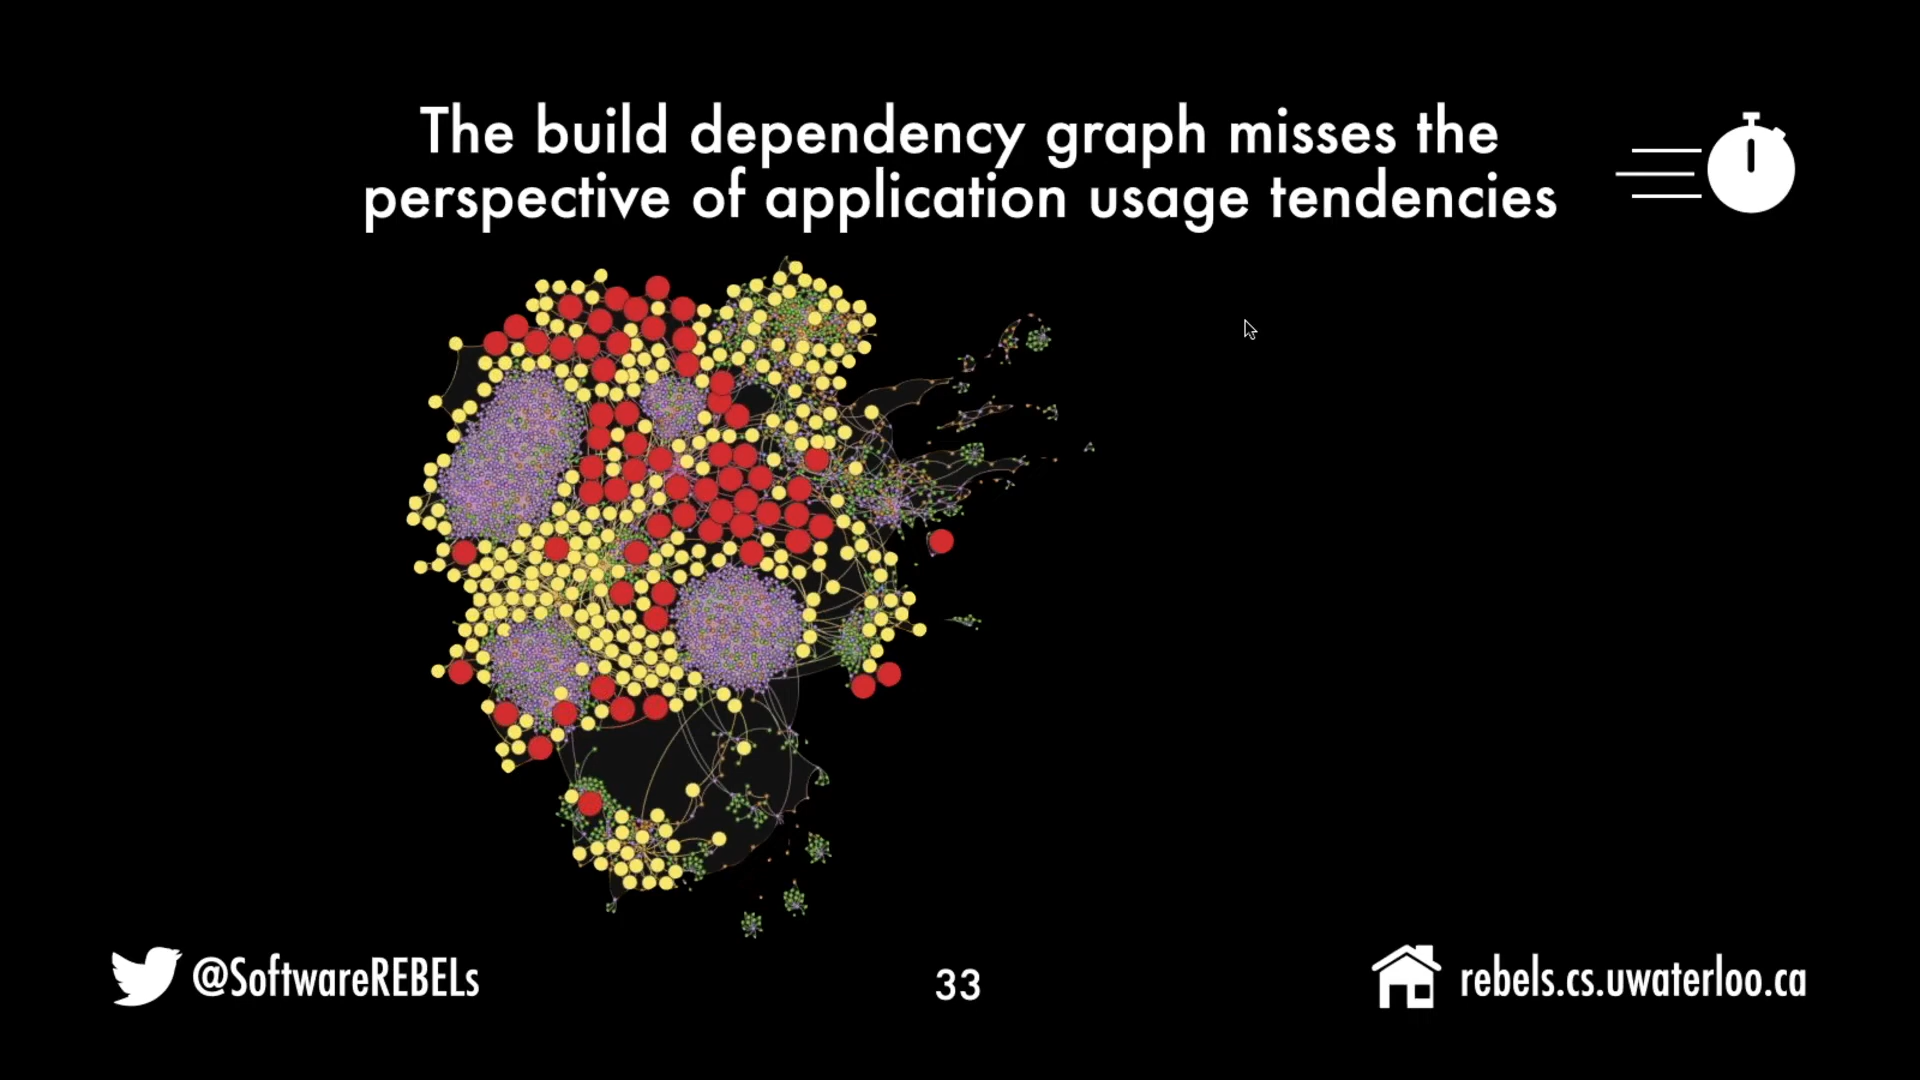 The build dependency graph misses the
perspective of application usage tendencies
@SoftwareREBELs
33
rebels.cs.uwaterloo.ca